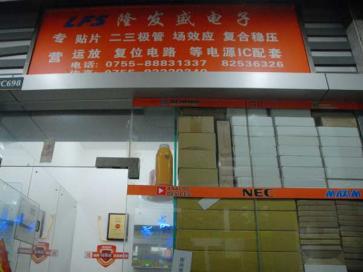 LFS 隆发盛电子
专 贴片 二三极管 场效应 复合稳压
营 运放 复位电路 等电源IC配套
电话：0755-88831337 82536326
C698
NEC
MAXIM